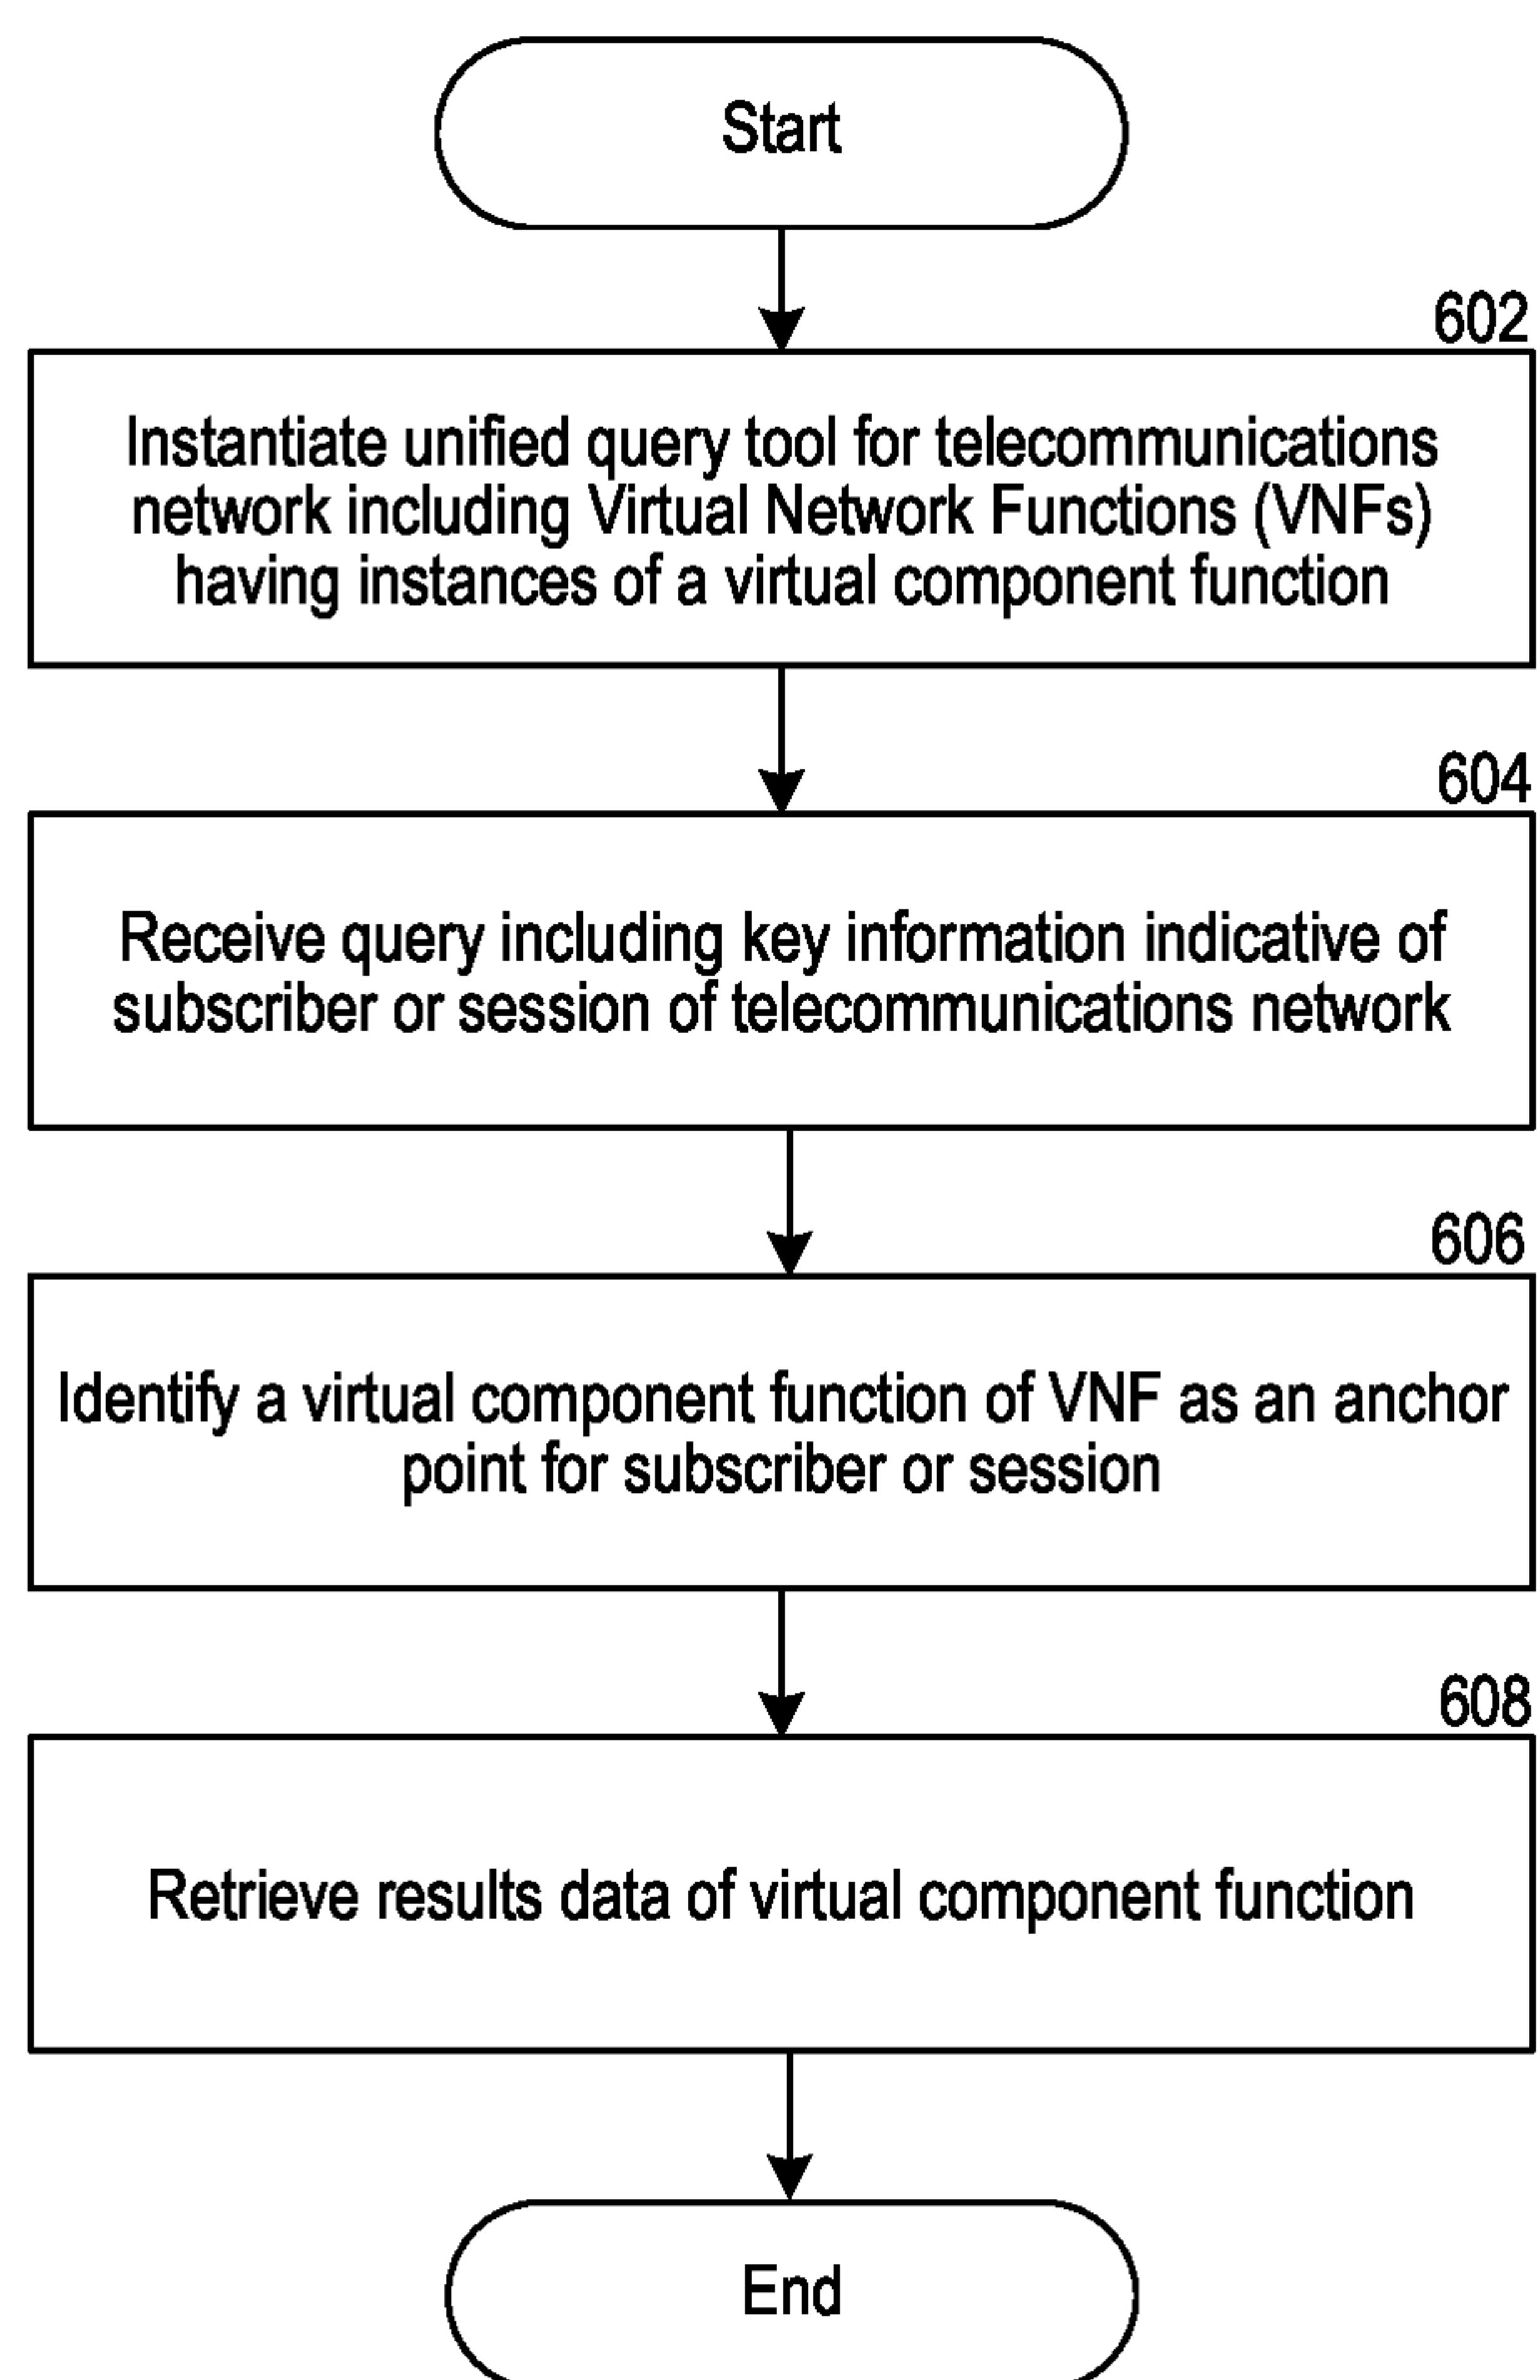 Start
602
Instantiate unified query tool for telecommunications
network including Virtual Network Functions (VNFs)
having instances of a virtual component function
604
Receive query including key information indicative of
subscriber or session of telecommunications network
606
Identify a virtual component function of VNF as an anchor
point for subscriber or session
608
Retrieve results data of virtual component function
End